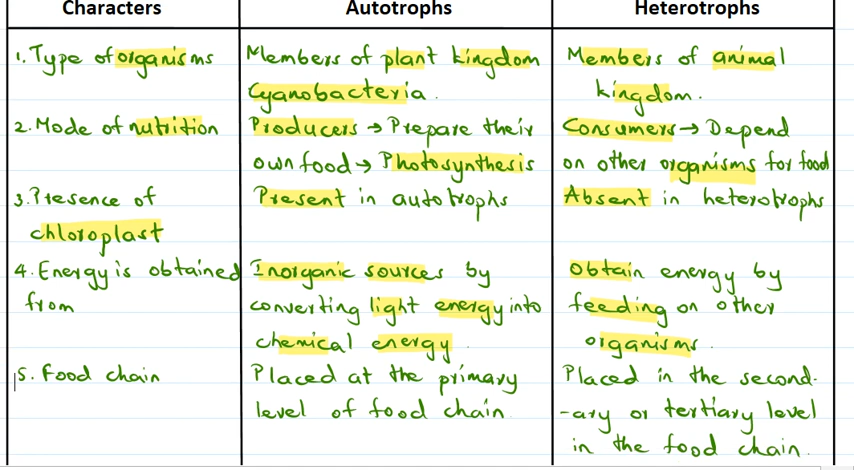 Characters Autotrophs Heterotrophs
1. Type of organisms Members of plant kingdom Members of animal
Cyanobacteria. kingdom.
2. Mode of nutrition Producers → Prepare their Consumers → Depend
own food → Photosynthesis on other organisms for food
3. Presence of Present in autotrophs Absent in heterotrophs
chloroplast
4. Energy is obtained Inorganic sources by Obtain energy by
from converting light energy into feeding on other
chemical energy. organisms.
5. Food chain Placed at the primary Placed in the second-
level of food chain. -ary or tertiary level
in the food chain.